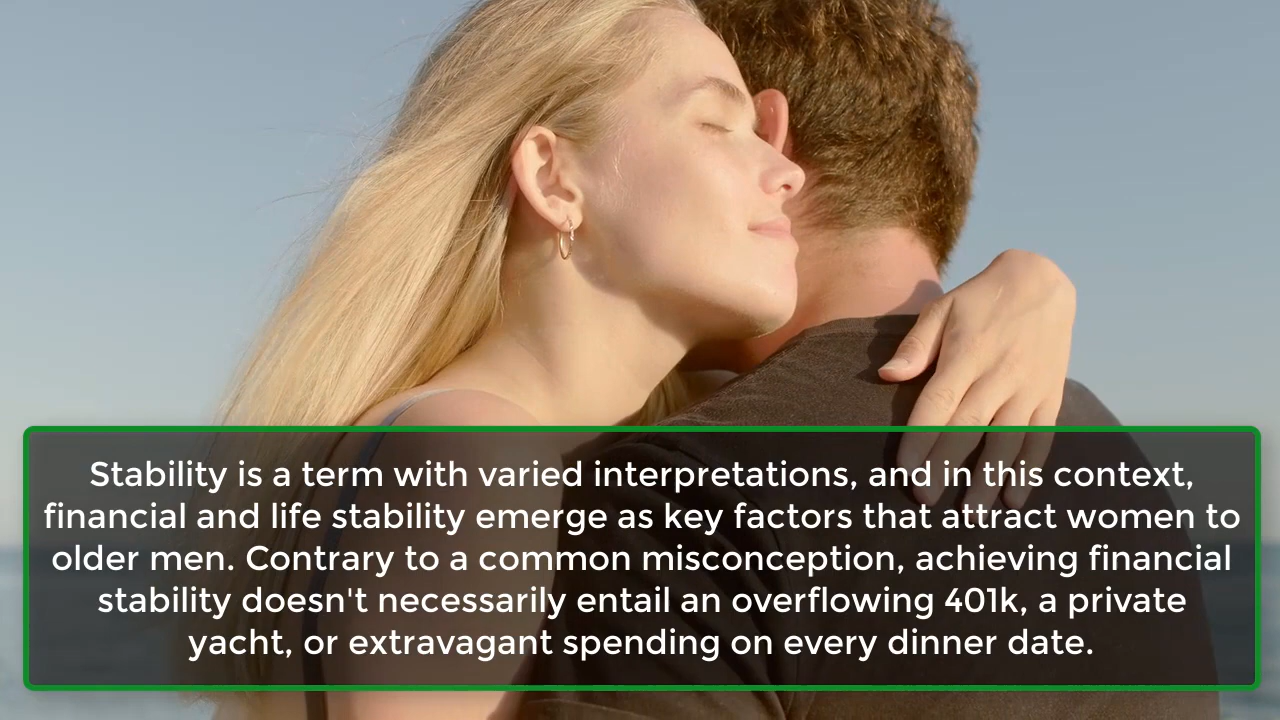 Stability is a term with varied interpretations, and in this context,
financial and life stability emerge as key factors that attract women to
older men. Contrary to a common misconception, achieving financial
stability doesn't necessarily entail an overflowing 401k, a private
yacht, or extravagant spending on every dinner date.